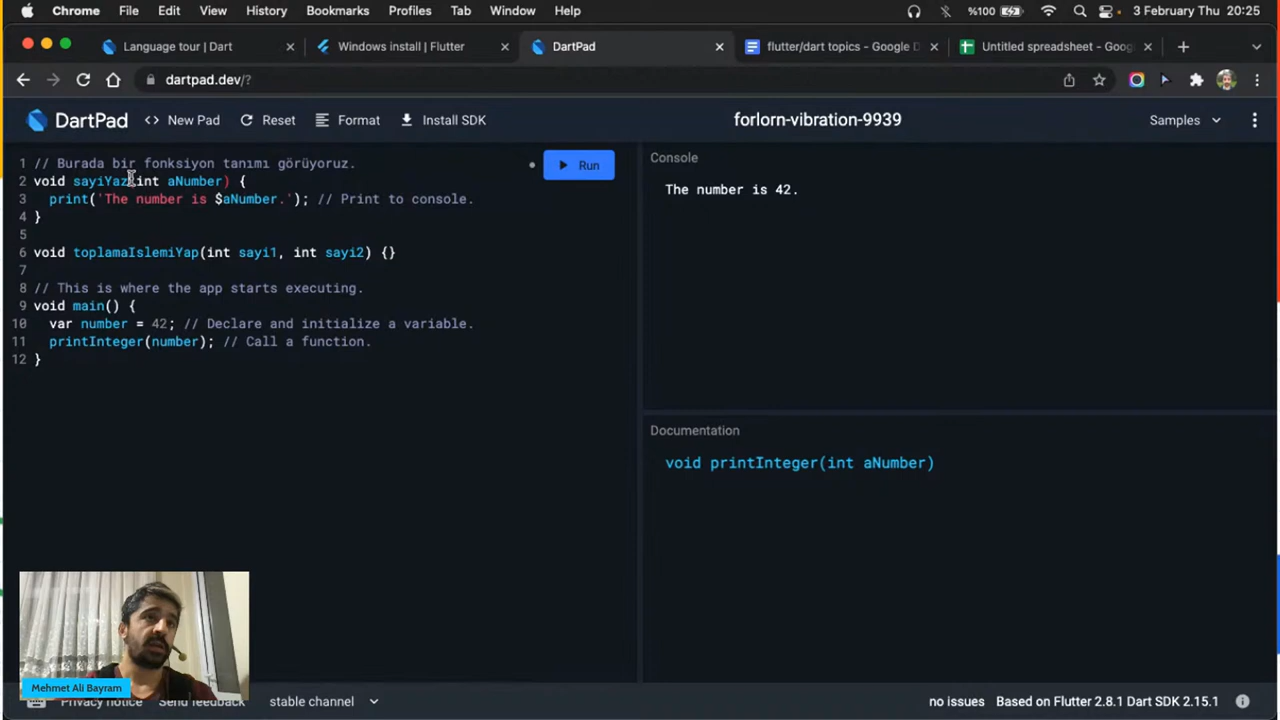 Chrome File Edit View History Bookmarks Profiles Tab Window Help %100 3 February Thu 20:25
Language tour | Dart Windows install | Flutter DartPad flutter/dart topics - Google D Untitled spreadsheet - Goog
dartpad.dev/?
DartPad <> New Pad Reset Format Install SDK forlorn-vibration-9939 Samples
1 // Burada bir fonksiyon tanımı görüyoruz.
2 void sayiYaz(int aNumber) {
3 print('The number is $aNumber.'); // Print to console.
4 }
5
6 void toplamaIslemiYap(int sayi1, int sayi2) {}
7
8 // This is where the app starts executing.
9 void main() {
10 var number = 42; // Declare and initialize a variable.
11 printInteger(number); // Call a function.
12 }
Run
Console
The number is 42.
Documentation
void printInteger(int aNumber)
Mehmet Ali Bayram
Privacy notice Send feedback stable channel no issues Based on Flutter 2.8.1 Dart SDK 2.15.1